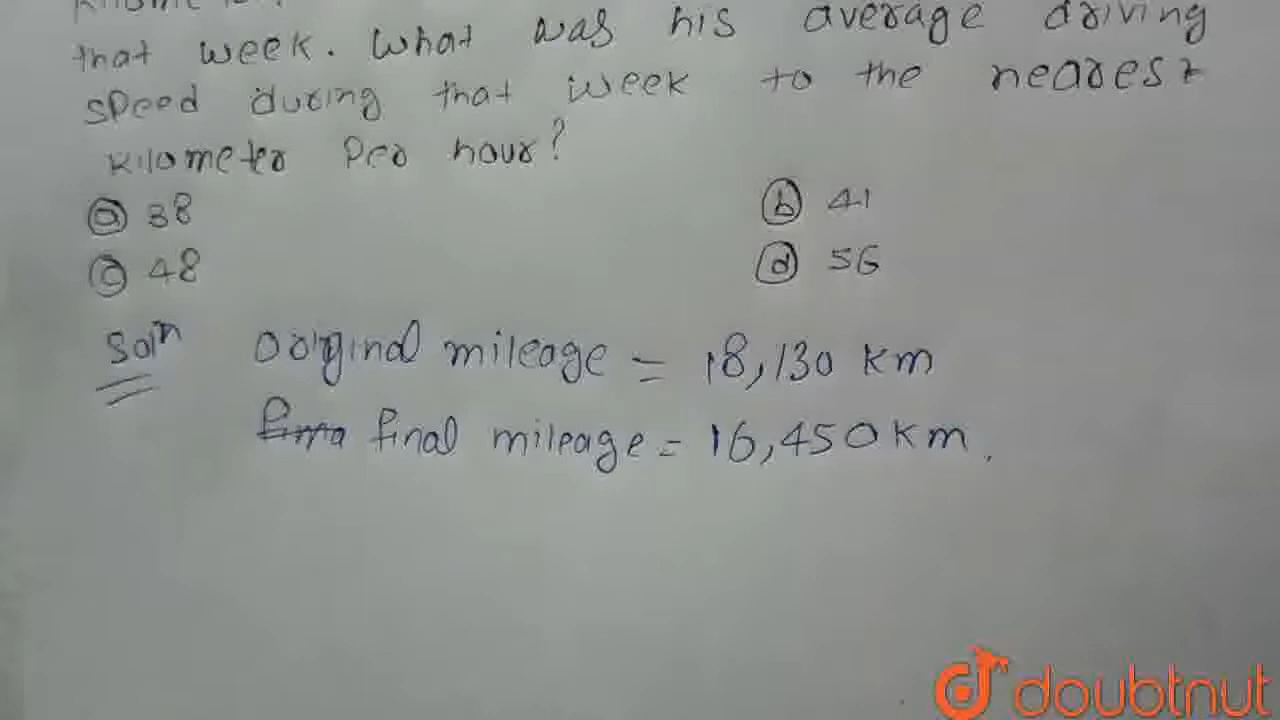 that week. What was his average driving
speed during that week to the nearest
kilometer per hour?
(a) 38 (b) 41
(c) 48 (d) 56
Soln Original mileage = 18,130 km
final mileage = 16,450 km.
doubtnut